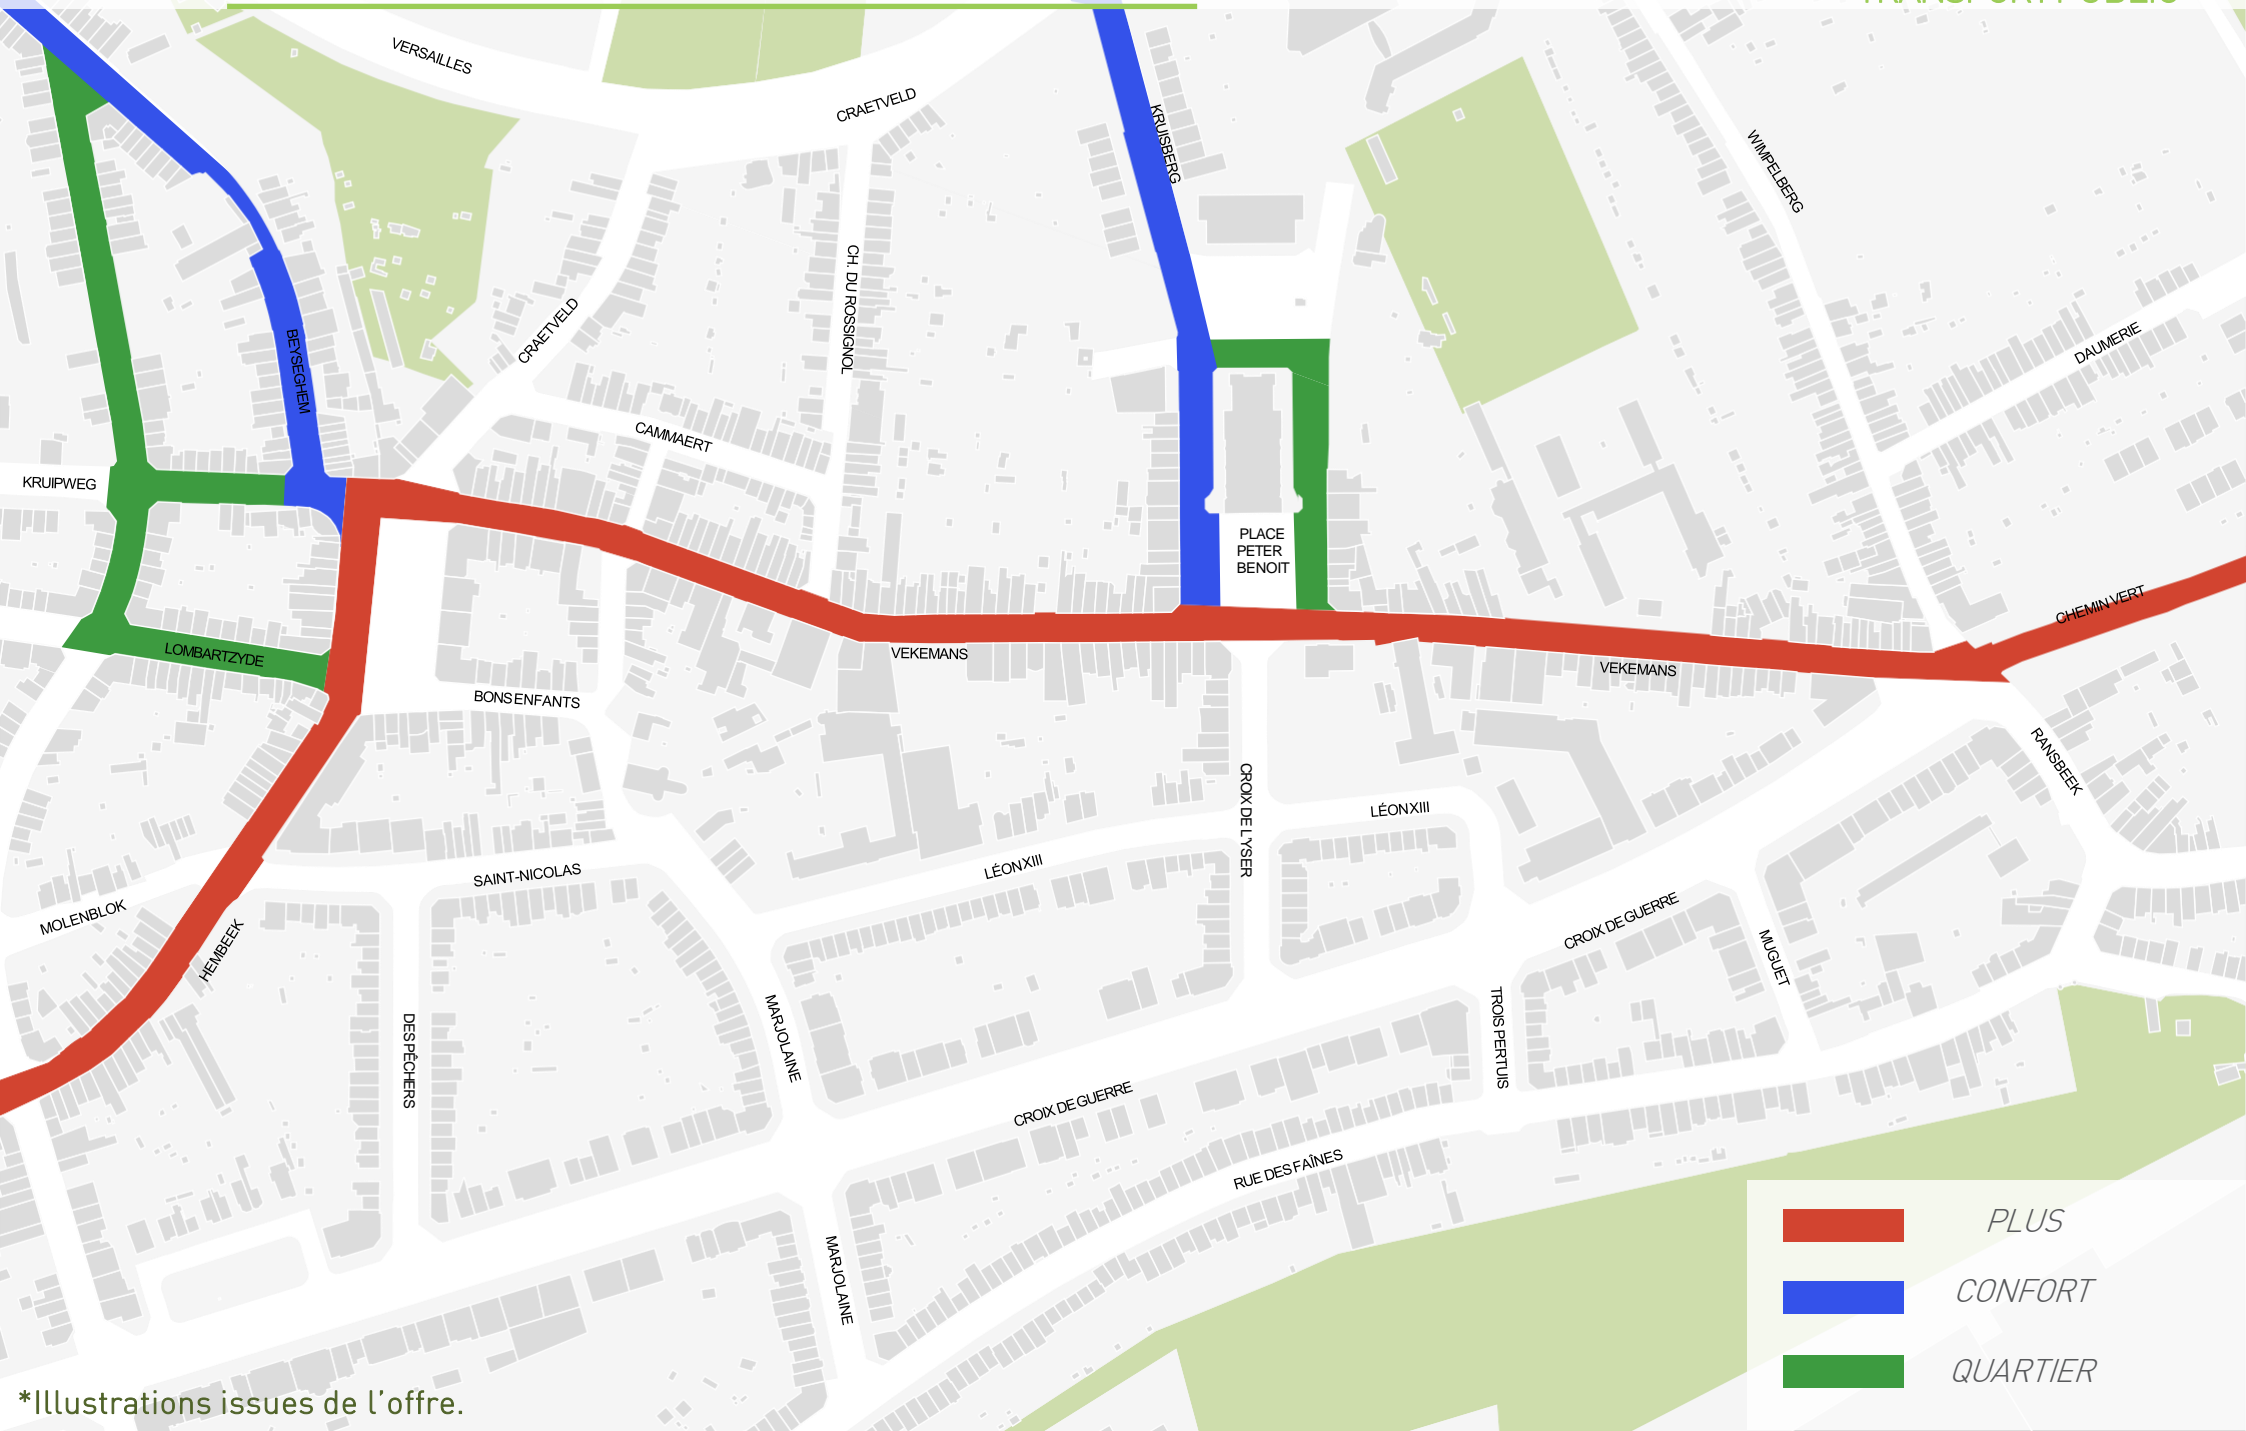 TRANSPORT PUBLIC
VERSAILLES
CRAETVELD
KRUISBERG
WIMPELBERG
CH. DU ROSSIGNOL
CRAETVELD
BEYSEGHEM
DAUMERIE
CAMMAERT
KRUIPWEG
PLACE
PETER
BENOIT
CHEMIN VERT
LOMBARTZYDE
VEKEMANS
VEKEMANS
BONS ENFANTS
RANSBEEK
CROIX DE L'YSER
LÉON XIII
LÉON XIII
SAINT-NICOLAS
MOLENBLOK
HEMBEEK
CROIX DE GUERRE
MUGUET
MARJOLAINE
TROIS PERTUIS
DES PÊCHERS
CROIX DE GUERRE
RUE DES FAÎNES
MARJOLAINE
PLUS
CONFORT
QUARTIER
*Illustrations issues de l'offre.